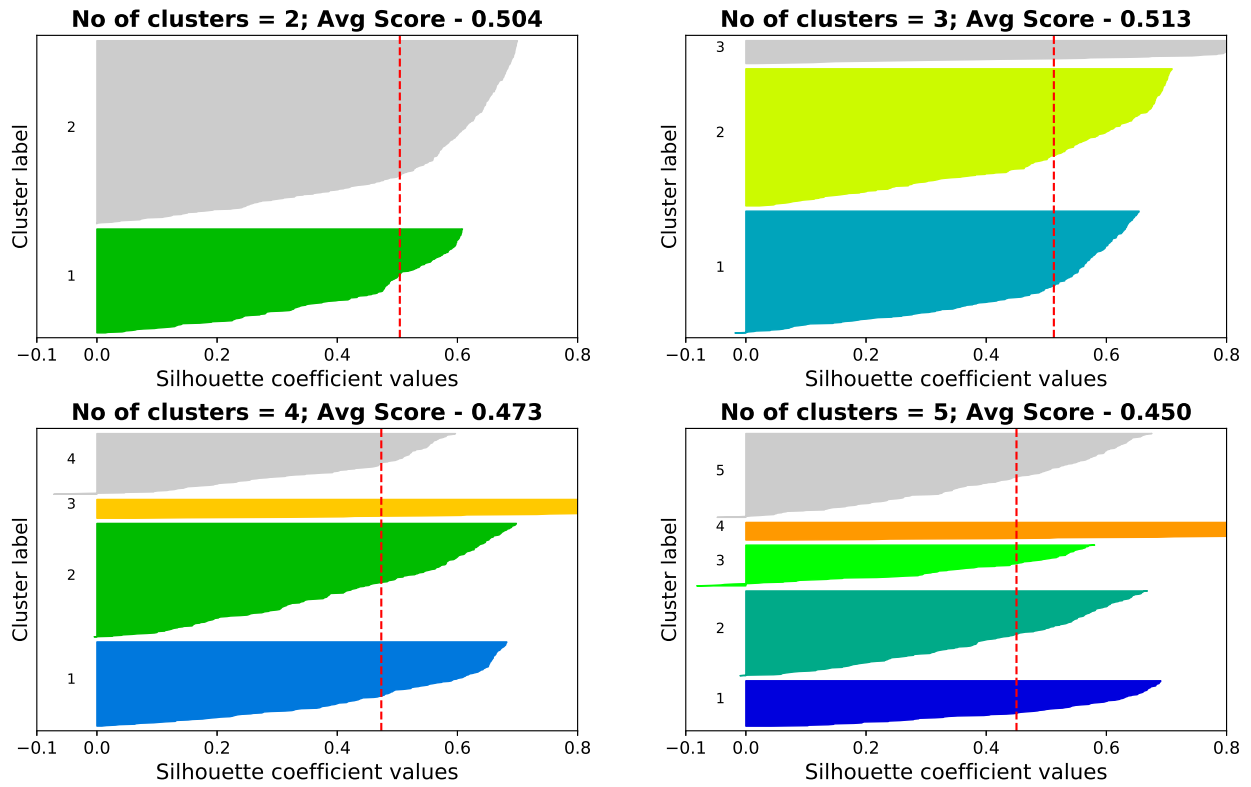 No of clusters = 2; Avg Score - 0.504
Cluster label
2
1
−0.1 0.0 0.2 0.4 0.6 0.8
Silhouette coefficient values
No of clusters = 3; Avg Score - 0.513
Cluster label
3
2
1
−0.1 0.0 0.2 0.4 0.6 0.8
Silhouette coefficient values
No of clusters = 4; Avg Score - 0.473
Cluster label
4
3
2
1
−0.1 0.0 0.2 0.4 0.6 0.8
Silhouette coefficient values
No of clusters = 5; Avg Score - 0.450
Cluster label
5
4
3
2
1
−0.1 0.0 0.2 0.4 0.6 0.8
Silhouette coefficient values